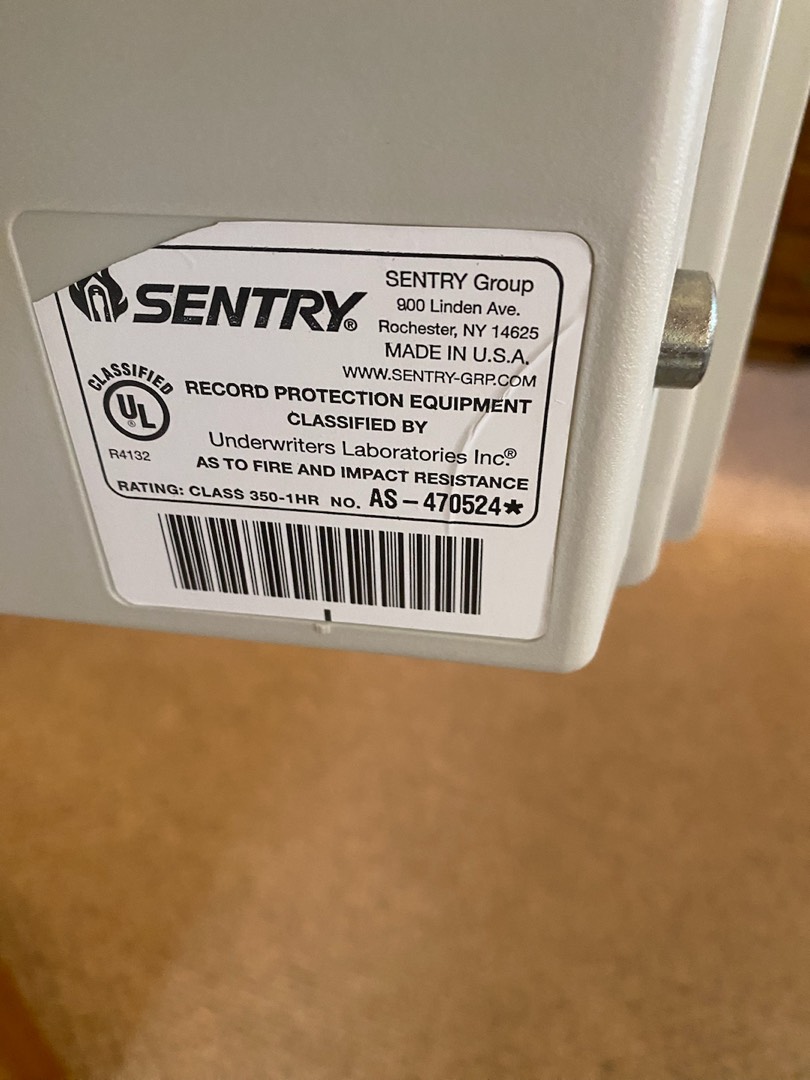 SENTRY®
SENTRY Group
900 Linden Ave.
Rochester, NY 14625
MADE IN U.S.A.
WWW.SENTRY-GRP.COM
CLASSIFIED
UL®
R4132
RECORD PROTECTION EQUIPMENT
CLASSIFIED BY
Underwriters Laboratories Inc.®
AS TO FIRE AND IMPACT RESISTANCE
RATING: CLASS 350-1HR NO. AS-470524*